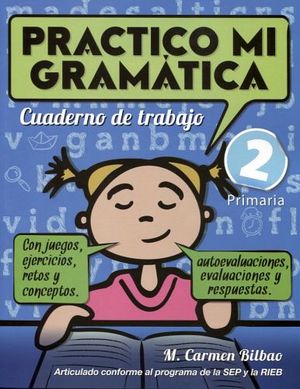 PRACTICO MI
GRAMÁTICA
Cuaderno de trabajo
2
Primaria
Con juegos,
ejercicios,
retos y
conceptos.
autoevaluaciones,
evaluaciones y
respuestas.
M. Carmen Bilbao
Articulado conforme al programa de la SEP y la RIEB